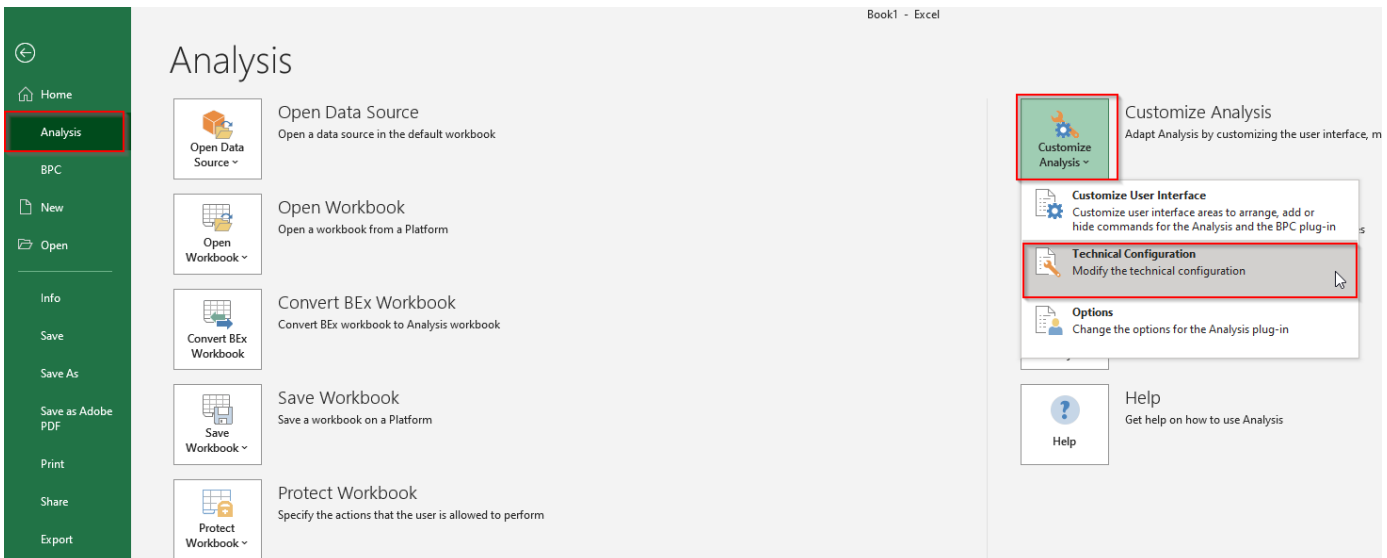 Book1 - Excel
Home
Analysis
BPC
New
Open
Info
Save
Save As
Save as Adobe
PDF
Print
Share
Export
Analysis
Open Data
Source
Open Data Source
Open a data source in the default workbook
Open
Workbook
Open Workbook
Open a workbook from a Platform
Convert BEx
Workbook
Convert BEx Workbook
Convert BEx workbook to Analysis workbook
Save
Workbook
Save Workbook
Save a workbook on a Platform
Protect
Workbook
Protect Workbook
Specify the actions that the user is allowed to perform
Customize
Analysis
Customize Analysis
Adapt Analysis by customizing the user interface, m
Customize User Interface
Customize user interface areas to arrange, add or
hide commands for the Analysis and the BPC plug-in
Technical Configuration
Modify the technical configuration
Options
Change the options for the Analysis plug-in
?
Help
Help
Get help on how to use Analysis